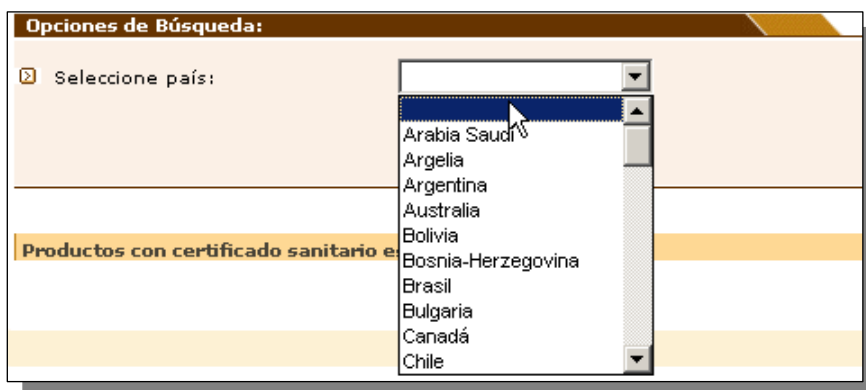 Opciones de Búsqueda:
Seleccione país:
Arabia Saudí
Argelia
Argentina
Australia
Bolivia
Productos con certificado sanitario e
Bosnia-Herzegovina
Brasil
Bulgaria
Canadá
Chile